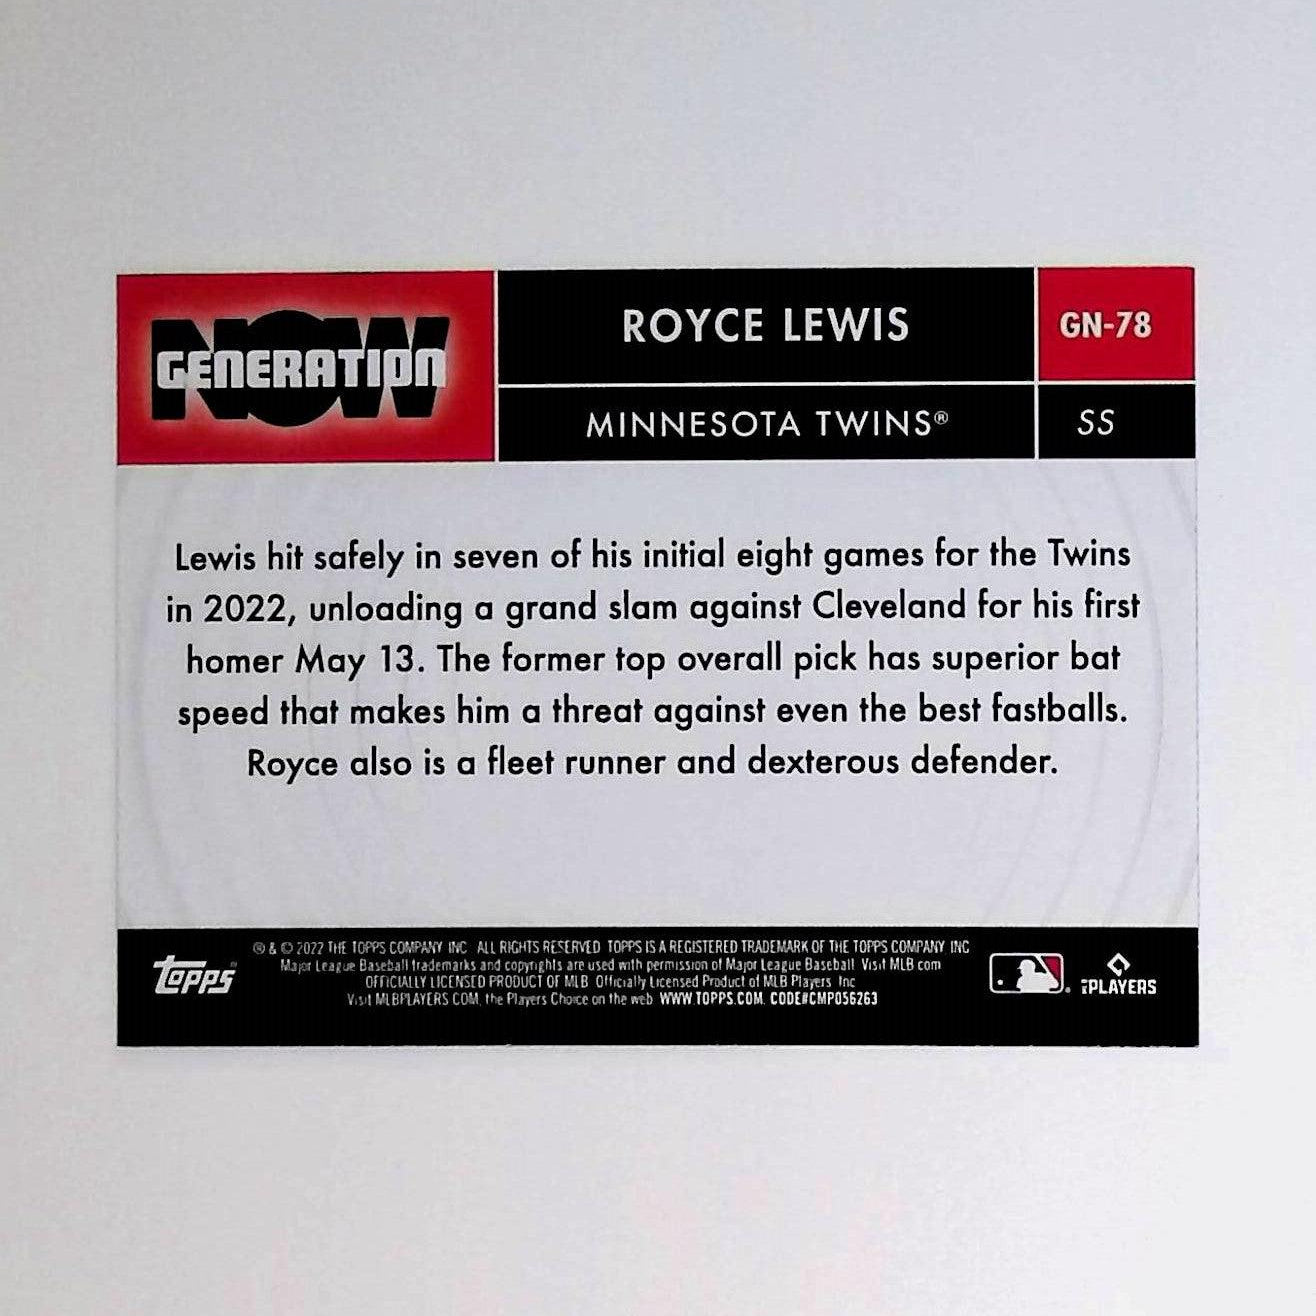 GENERATION NOW
ROYCE LEWIS
GN-78
MINNESOTA TWINS®
SS
Lewis hit safely in seven of his initial eight games for the Twins
in 2022, unloading a grand slam against Cleveland for his first
homer May 13. The former top overall pick has superior bat
speed that makes him a threat against even the best fastballs.
Royce also is a fleet runner and dexterous defender.
topps
® & © 2022 THE TOPPS COMPANY INC ALL RIGHTS RESERVED TOPPS IS A REGISTERED TRADEMARK OF THE TOPPS COMPANY INC
Major League Baseball trademarks and copyrights are used with permission of Major League Baseball Visit MLB com
OFFICIALLY LICENSED PRODUCT OF MLB Officially Licensed Product of MLB Players Inc
Visit MLBPLAYERS COM, the Players Choice on the web WWW.TOPPS.COM. CODE#CMP056263
PLAYERS